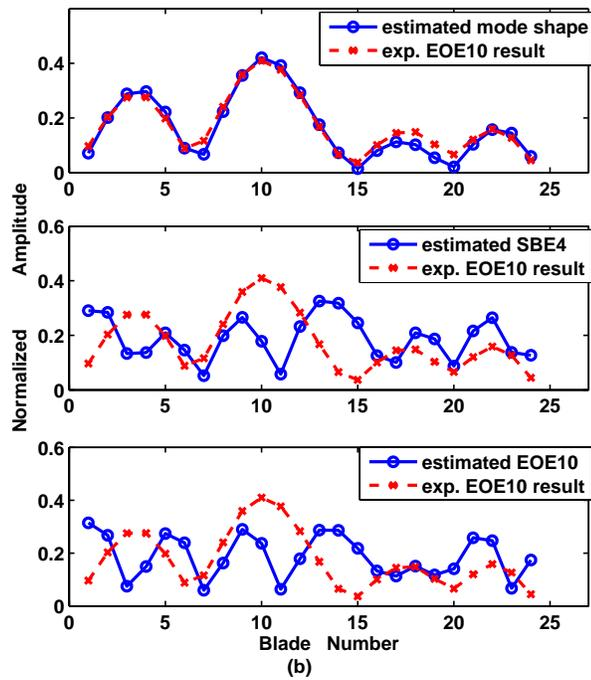 estimated mode shape
exp. EOE10 result
0.4
0.2
0
0 5 10 15 20 25
Normalized Amplitude
0.6
estimated SBE4
exp. EOE10 result
0.4
0.2
0
0 5 10 15 20 25
0.6
estimated EOE10
exp. EOE10 result
0.4
0.2
0
0 5 10 15 20 25
Blade Number
(b)